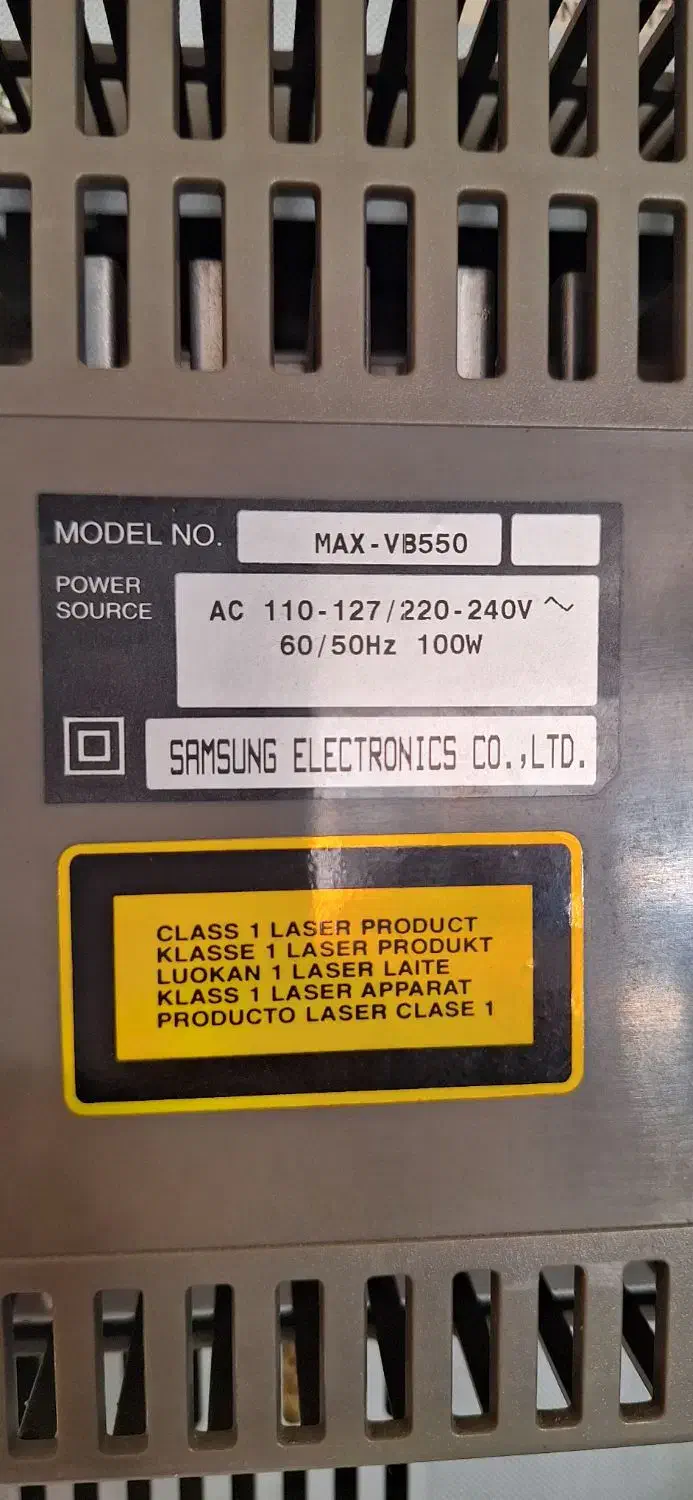 MODEL NO. MAX-VB550
POWER
SOURCE
AC 110-127/220-240V ~
60/50Hz 100W
SAMSUNG ELECTRONICS CO.,LTD.
CLASS 1 LASER PRODUCT
KLASSE 1 LASER PRODUKT
LUOKAN 1 LASER LAITE
KLASS 1 LASER APPARAT
PRODUCTO LASER CLASE 1